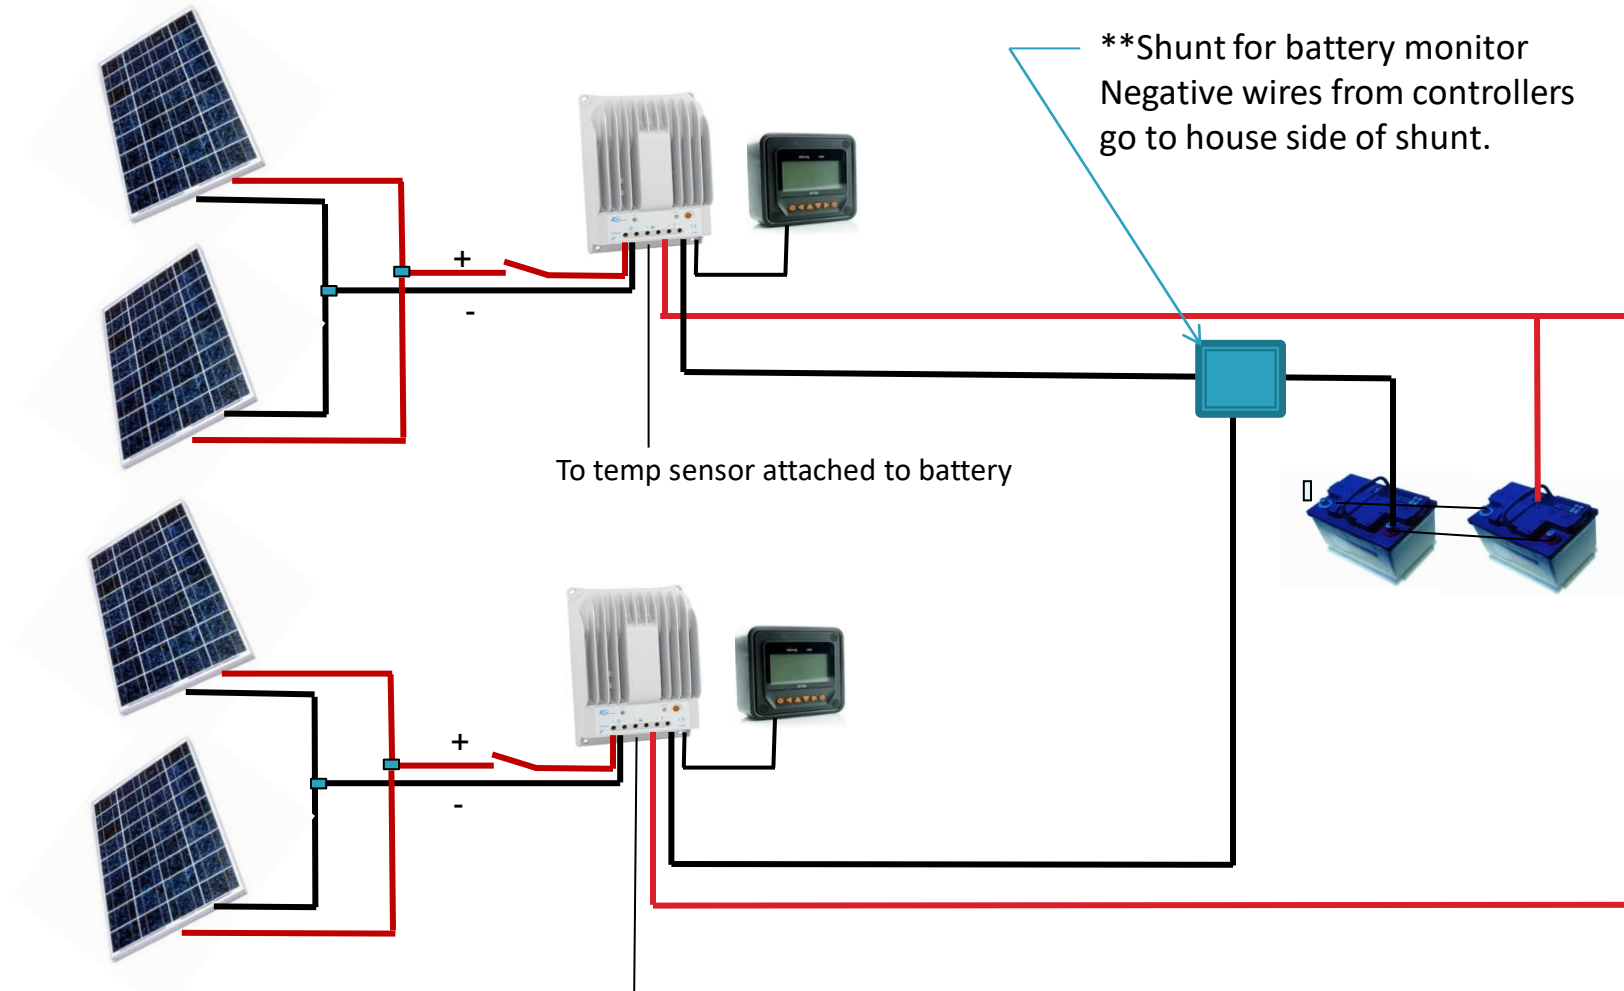 **Shunt for battery monitor
Negative wires from controllers
go to house side of shunt.
+
-
To temp sensor attached to battery
+
-